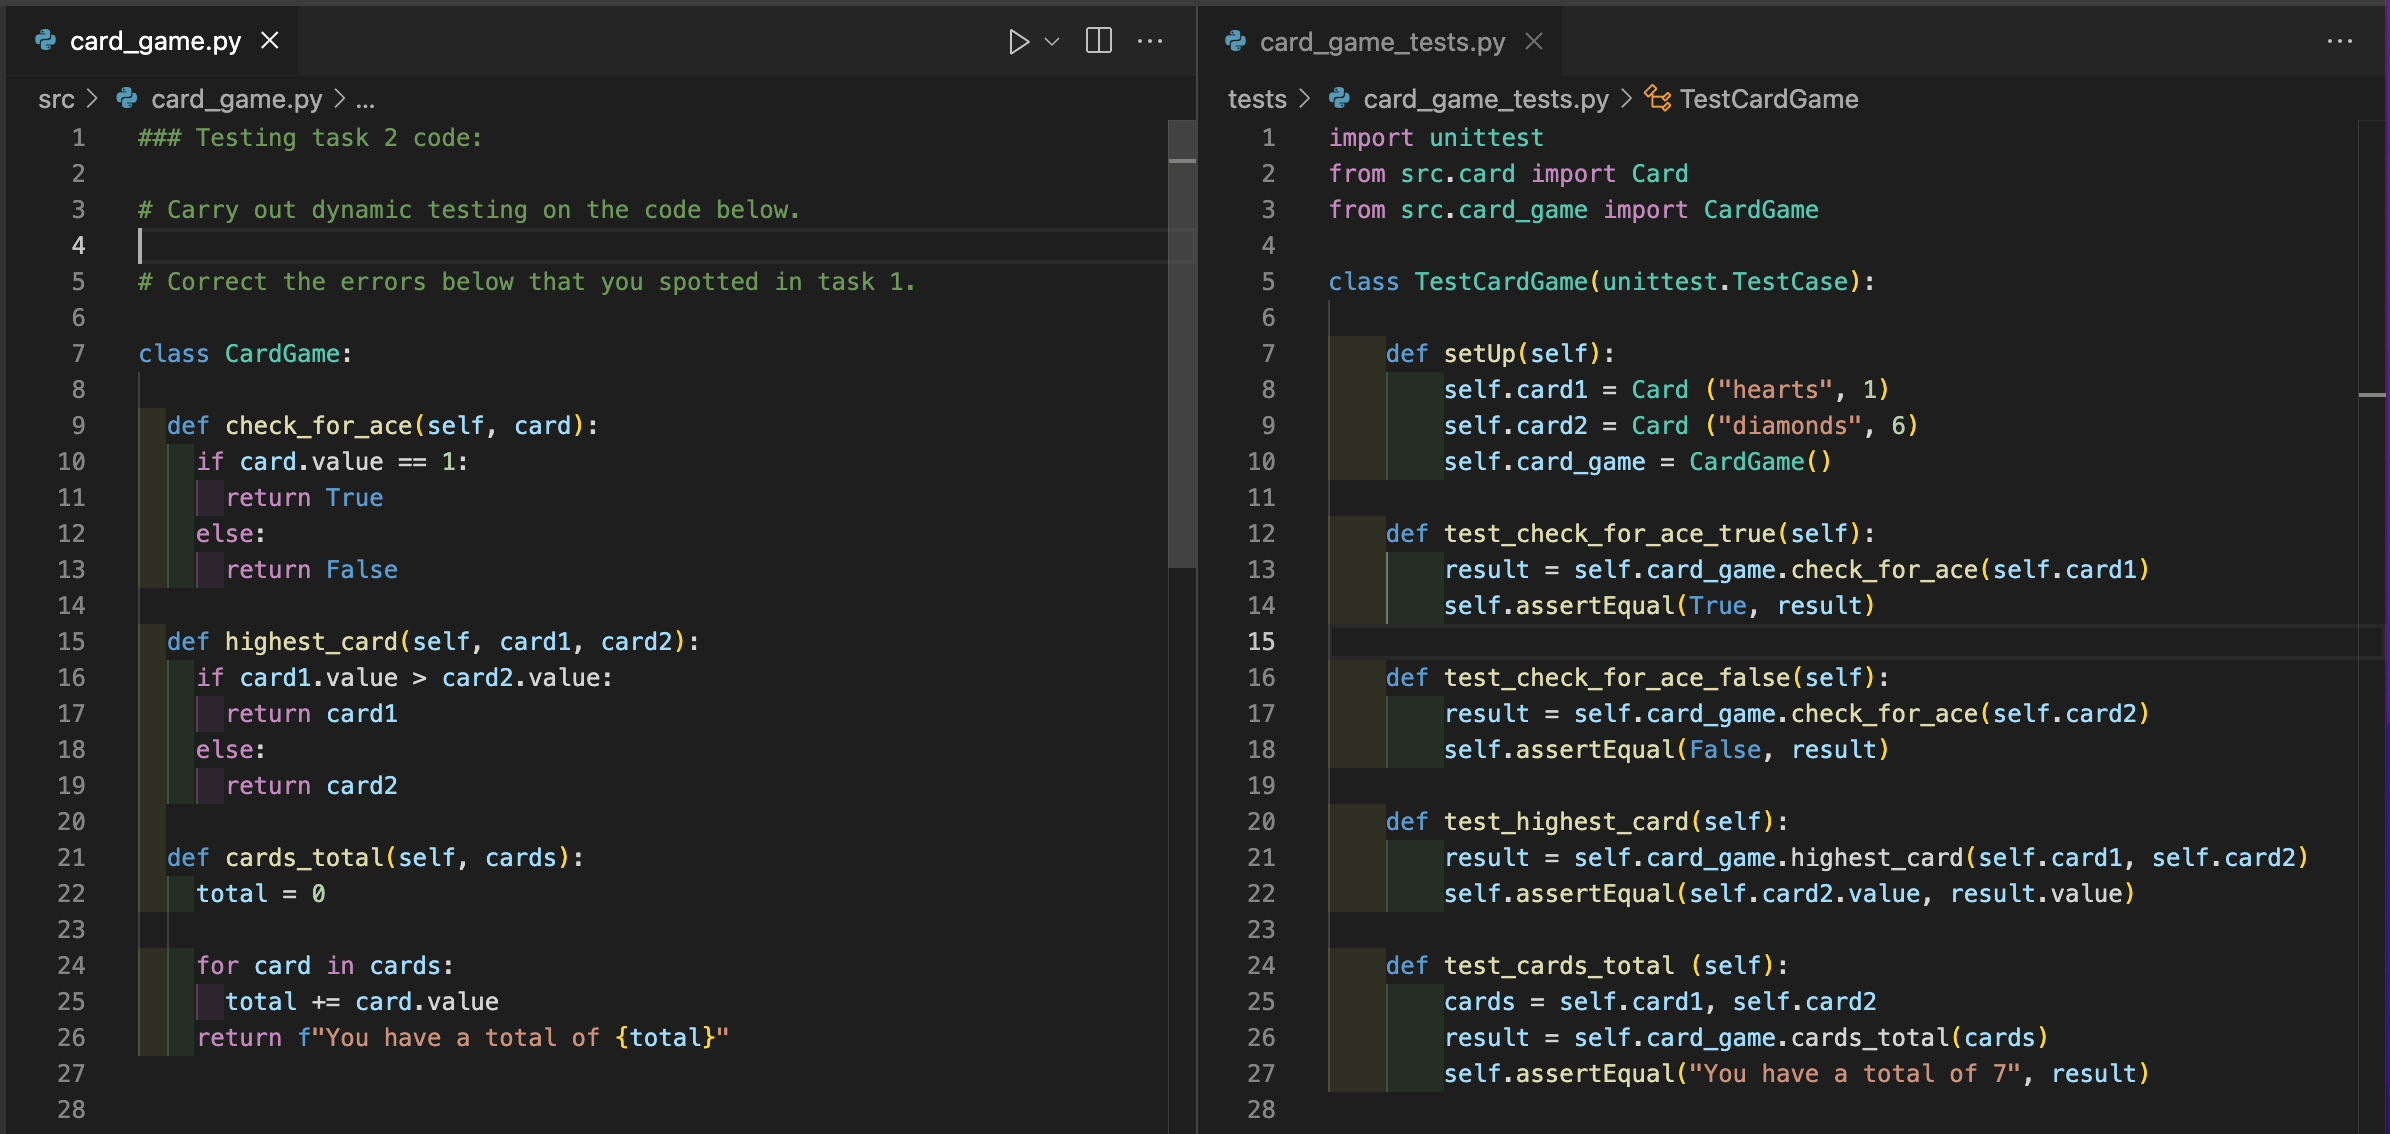 card_game.py
src > card_game.py > ...
1 ### Testing task 2 code:
2
3 # Carry out dynamic testing on the code below.
4
5 # Correct the errors below that you spotted in task 1.
6
7 class CardGame:
8
9   def check_for_ace(self, card):
10     if card.value == 1:
11       return True
12     else:
13       return False
14
15   def highest_card(self, card1, card2):
16     if card1.value > card2.value:
17       return card1
18     else:
19       return card2
20
21   def cards_total(self, cards):
22     total = 0
23
24     for card in cards:
25       total += card.value
26     return f"You have a total of {total}"
27
28
card_game_tests.py
tests > card_game_tests.py > TestCardGame
1 import unittest
2 from src.card import Card
3 from src.card_game import CardGame
4
5 class TestCardGame(unittest.TestCase):
6
7     def setUp(self):
8         self.card1 = Card ("hearts", 1)
9         self.card2 = Card ("diamonds", 6)
10         self.card_game = CardGame()
11
12     def test_check_for_ace_true(self):
13         result = self.card_game.check_for_ace(self.card1)
14         self.assertEqual(True, result)
15
16     def test_check_for_ace_false(self):
17         result = self.card_game.check_for_ace(self.card2)
18         self.assertEqual(False, result)
19
20     def test_highest_card(self):
21         result = self.card_game.highest_card(self.card1, self.card2)
22         self.assertEqual(self.card2.value, result.value)
23
24     def test_cards_total (self):
25         cards = self.card1, self.card2
26         result = self.card_game.cards_total(cards)
27         self.assertEqual("You have a total of 7", result)
28